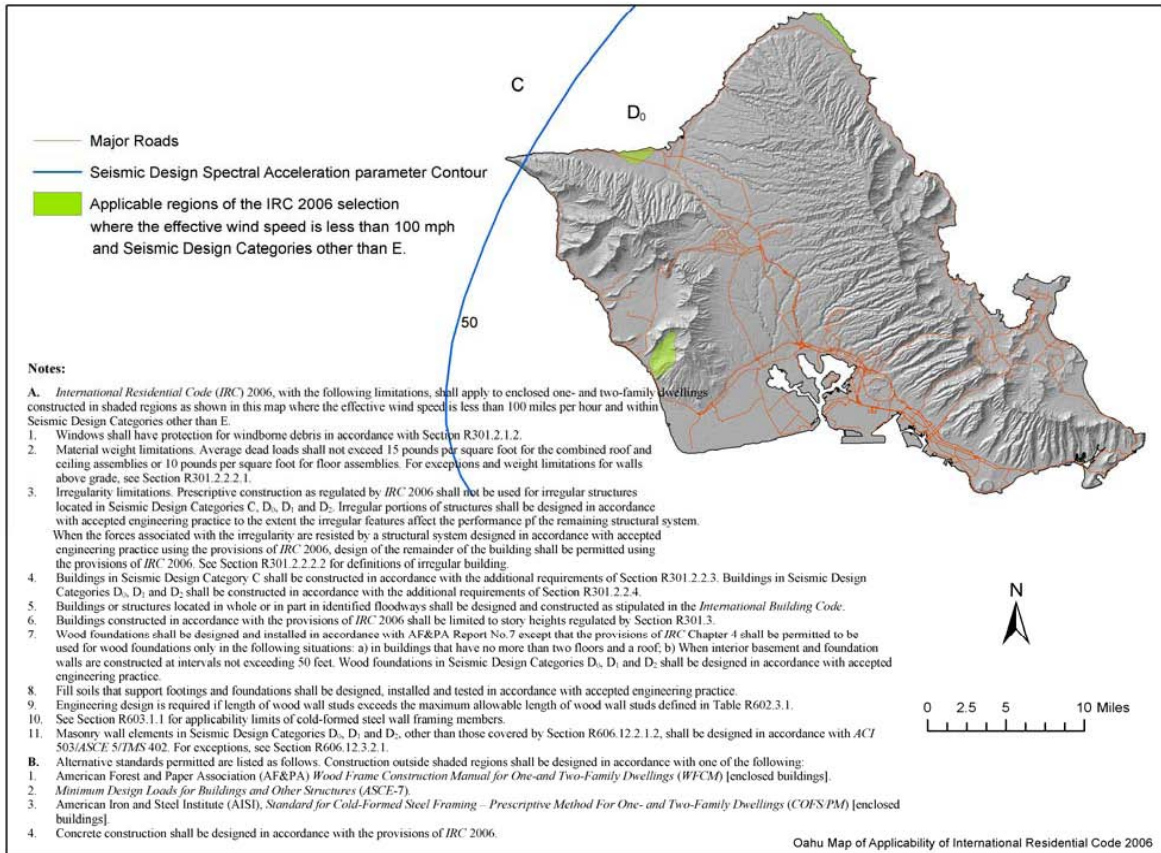 C
D₀
Major Roads
Seismic Design Spectral Acceleration parameter Contour
Applicable regions of the IRC 2006 selection
where the effective wind speed is less than 100 mph
and Seismic Design Categories other than E.
50
Notes:
A. International Residential Code (IRC) 2006, with the following limitations, shall apply to enclosed one- and two-family dwellings
constructed in shaded regions as shown in this map where the effective wind speed is less than 100 miles per hour and within
Seismic Design Categories other than E.
1. Windows shall have protection for windborne debris in accordance with Section R301.2.1.2.
2. Material weight limitations. Average dead loads shall not exceed 15 pounds per square foot for the combined roof and
ceiling assemblies or 10 pounds per square foot for floor assemblies. For exceptions and weight limitations for walls
above grade, see Section R301.2.2.2.1.
3. Irregularity limitations. Prescriptive construction as regulated by IRC 2006 shall not be used for irregular structures
located in Seismic Design Categories C, D₀, D₁ and D₂. Irregular portions of structures shall be designed in accordance
with accepted engineering practice to the extent the irregular features affect the performance pf the remaining structural system.
When the forces associated with the irregularity are resisted by a structural system designed in accordance with accepted
engineering practice using the provisions of IRC 2006, design of the remainder of the building shall be permitted using
the provisions of IRC 2006. See Section R301.2.2.2.2 for definitions of irregular building.
4. Buildings in Seismic Design Category C shall be constructed in accordance with the additional requirements of Section R301.2.2.3. Buildings in Seismic Design
Categories D₀, D₁ and D₂ shall be constructed in accordance with the additional requirements of Section R301.2.2.4.
5. Buildings or structures located in whole or in part in identified floodways shall be designed and constructed as stipulated in the International Building Code.
6. Buildings constructed in accordance with the provisions of IRC 2006 shall be limited to story heights regulated by Section R301.3.
7. Wood foundations shall be designed and installed in accordance with AF&PA Report No.7 except that the provisions of IRC Chapter 4 shall be permitted to be
used for wood foundations only in the following situations: a) in buildings that have no more than two floors and a roof; b) When interior basement and foundation
walls are constructed at intervals not exceeding 50 feet. Wood foundations in Seismic Design Categories D₀, D₁ and D₂ shall be designed in accordance with accepted
engineering practice.
8. Fill soils that support footings and foundations shall be designed, installed and tested in accordance with accepted engineering practice.
9. Engineering design is required if length of wood wall studs exceeds the maximum allowable length of wood wall studs defined in Table R602.3.1.
10. See Section R603.1.1 for applicability limits of cold-formed steel wall framing members.
11. Masonry wall elements in Seismic Design Categories D₀, D₁ and D₂, other than those covered by Section R606.12.2.1.2, shall be designed in accordance with ACI
503/ASCE 5/TMS 402. For exceptions, see Section R606.12.3.2.1.
B. Alternative standards permitted are listed as follows. Construction outside shaded regions shall be designed in accordance with one of the following:
1. American Forest and Paper Association (AF&PA) Wood Frame Construction Manual for One-and Two-Family Dwellings (WFCM) [enclosed buildings].
2. Minimum Design Loads for Buildings and Other Structures (ASCE-7).
3. American Iron and Steel Institute (AISI), Standard for Cold-Formed Steel Framing – Prescriptive Method For One- and Two-Family Dwellings (COFS/PM) [enclosed
buildings].
4. Concrete construction shall be designed in accordance with the provisions of IRC 2006.
N
0 2.5 5 10 Miles
Oahu Map of Applicability of International Residential Code 2006